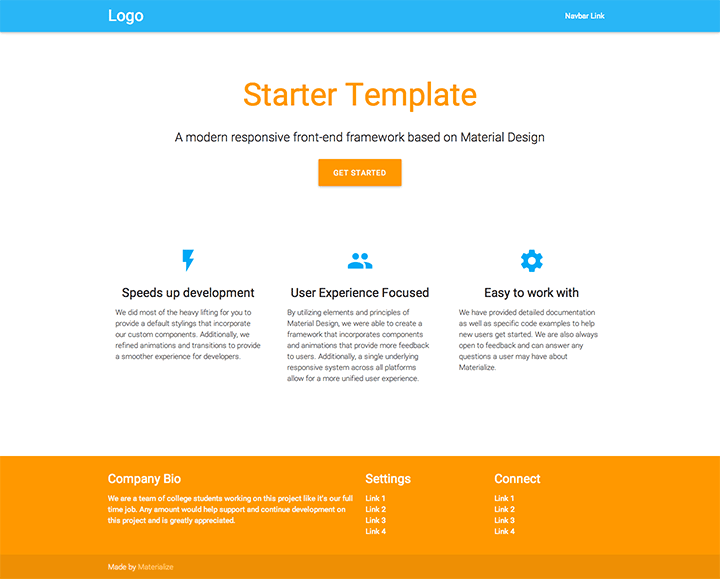 Logo
Navbar Link
Starter Template
A modern responsive front-end framework based on Material Design
GET STARTED
Speeds up development
We did most of the heavy lifting for you to
provide a default stylings that incorporate
our custom components. Additionally, we
refined animations and transitions to provide
a smoother experience for developers.
User Experience Focused
By utilizing elements and principles of
Material Design, we were able to create a
framework that incorporates components
and animations that provide more feedback
to users. Additionally, a single underlying
responsive system across all platforms
allow for a more unified user experience.
Easy to work with
We have provided detailed documentation
as well as specific code examples to help
new users get started. We are also always
open to feedback and can answer any
questions a user may have about
Materialize.
Company Bio
We are a team of college students working on this project like it's our full
time job. Any amount would help support and continue development on
this project and is greatly appreciated.
Settings
Link 1
Link 2
Link 3
Link 4
Connect
Link 1
Link 2
Link 3
Link 4
Made by Materialize